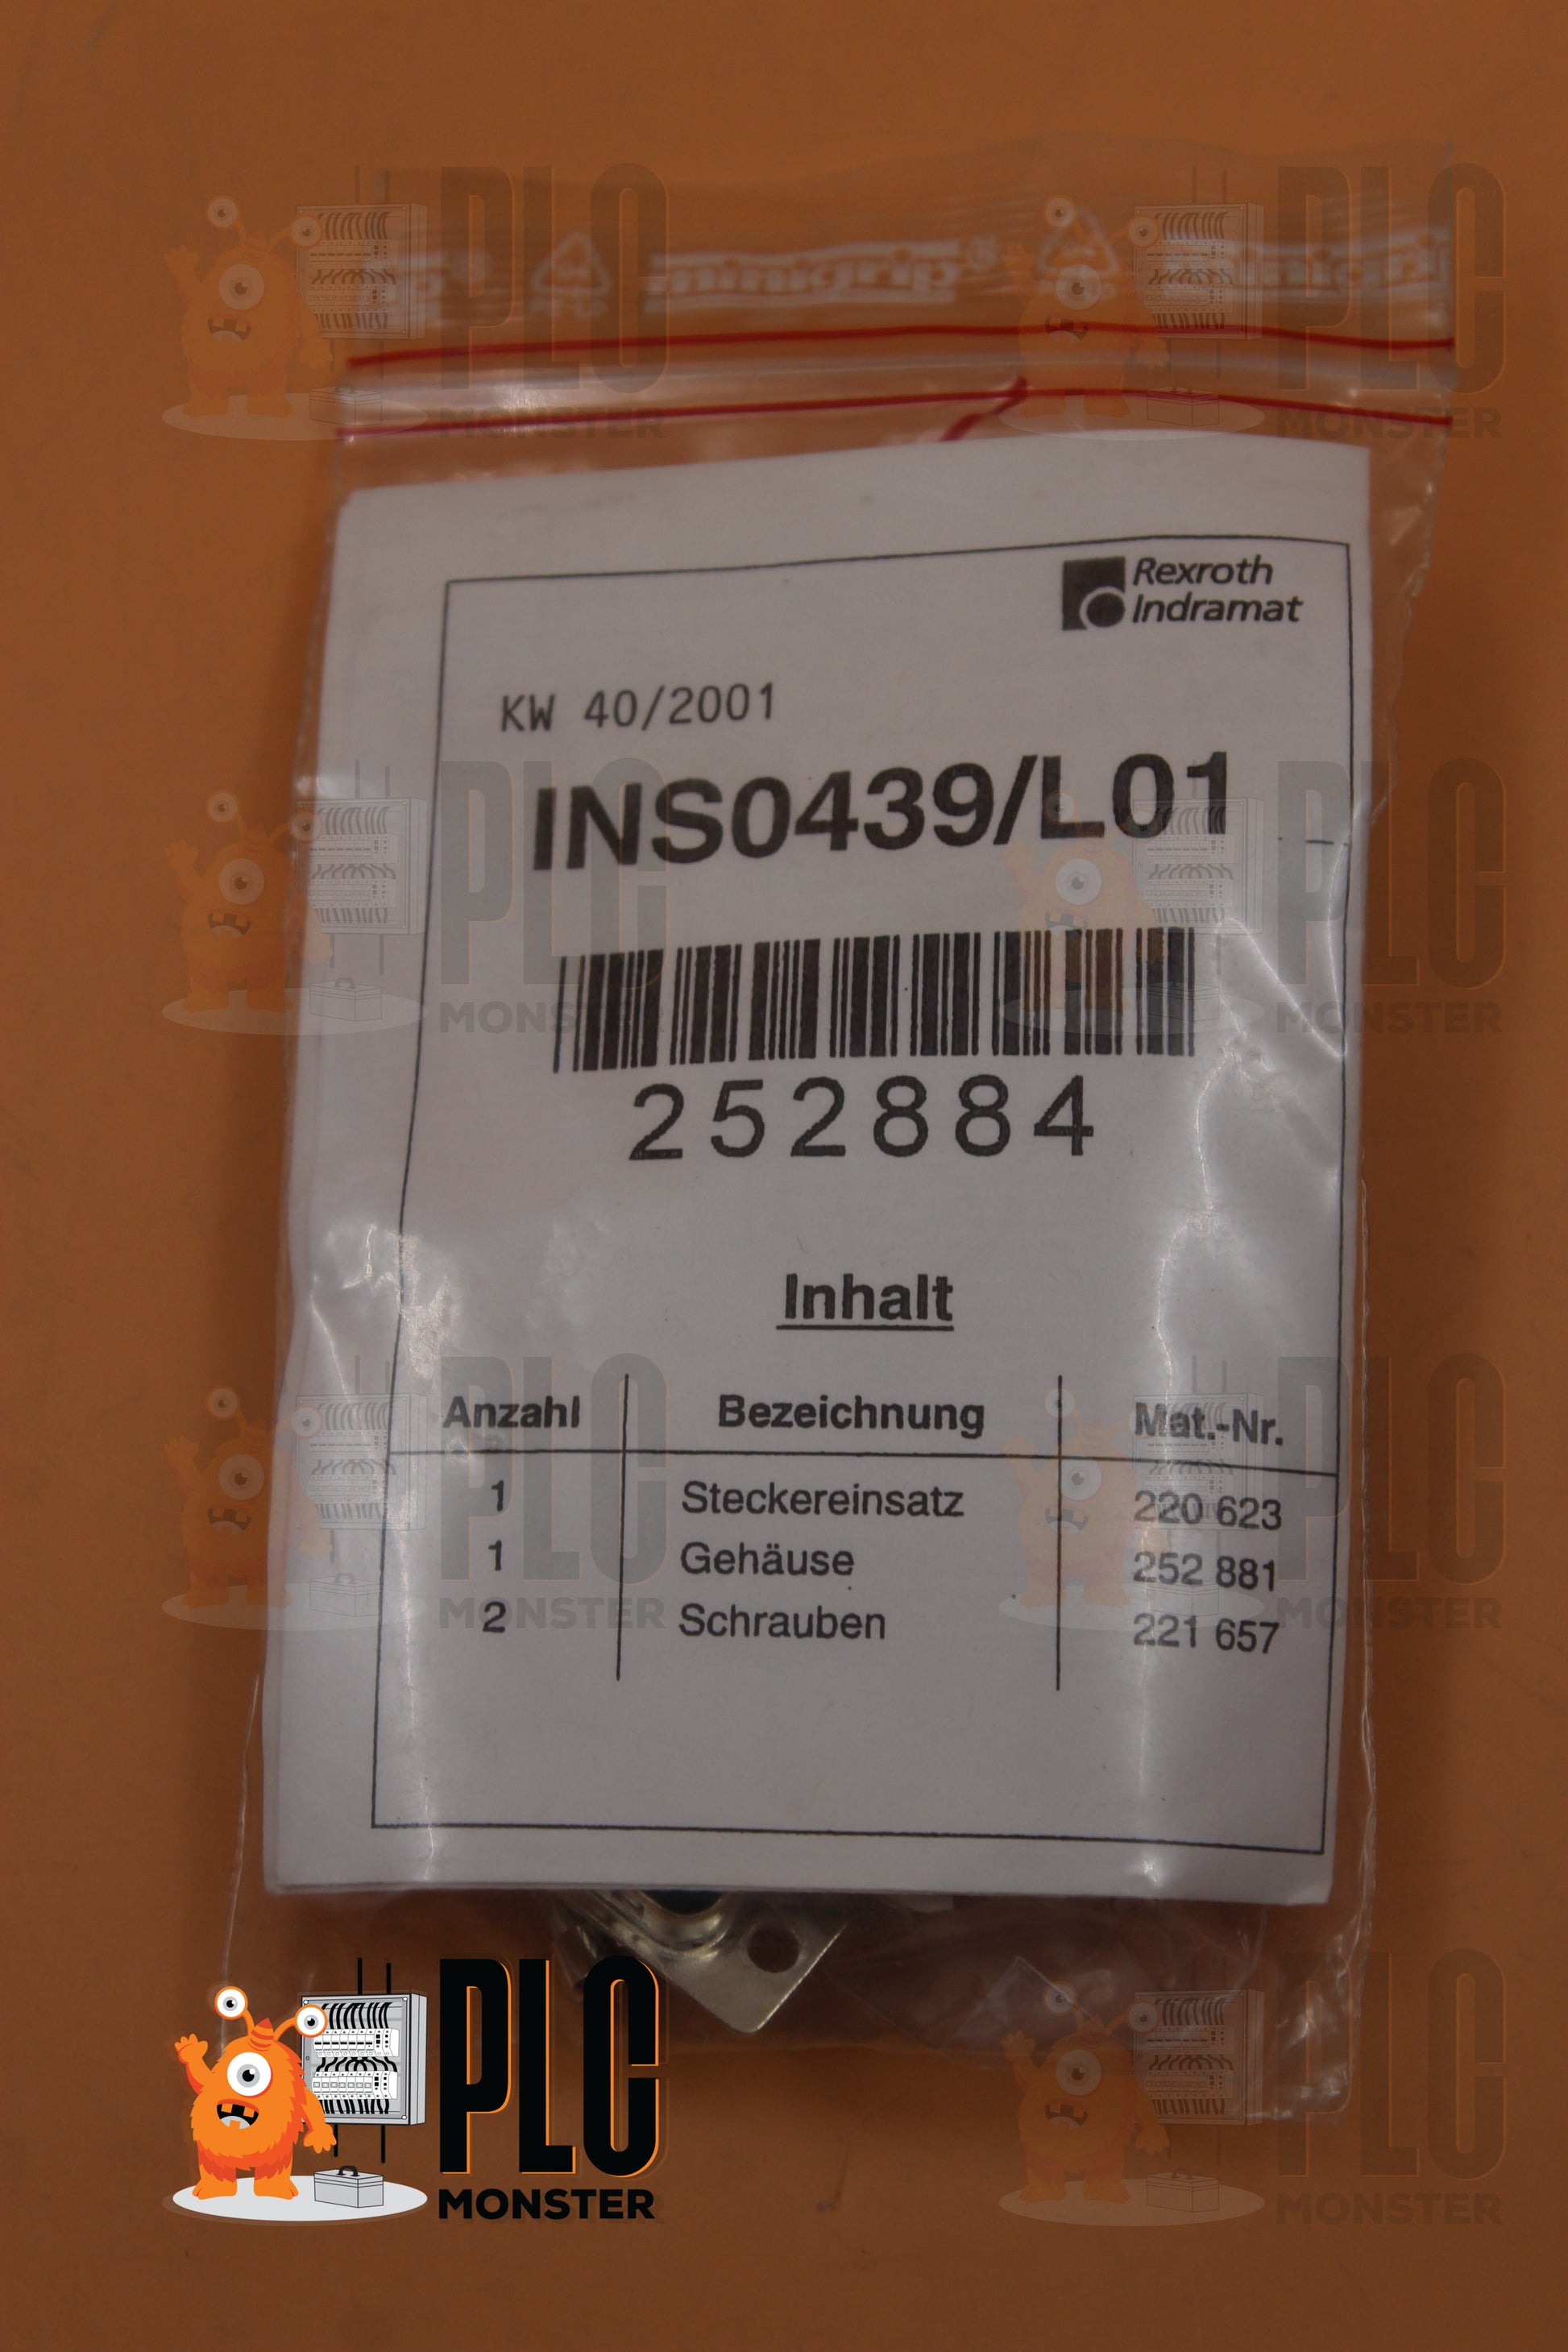 minigrip®
Rexroth
Indramat
KW 40/2001
INS0439/L01
252884
Inhalt
Anzahl Bezeichnung Mat.-Nr.
1 Steckereinsatz 220 623
1 Gehäuse 252 881
2 Schrauben 221 657
PLC
MONSTER